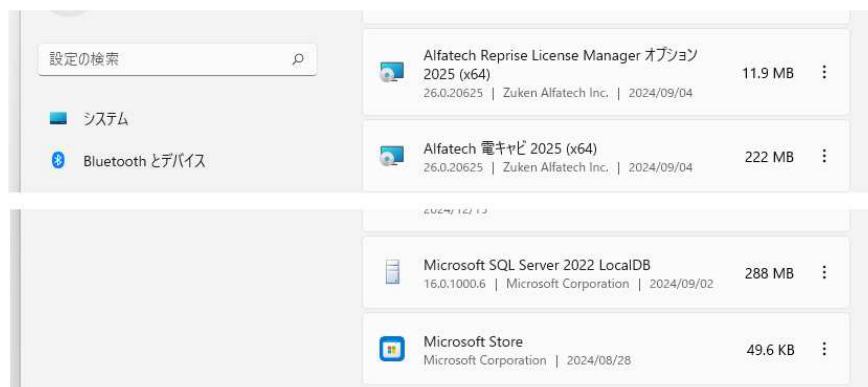 設定の検索
システム
Bluetooth とデバイス
Alfatech Reprise License Manager オプション
2025 (x64)
26.0.20625 | Zuken Alfatech Inc. | 2024/09/04
11.9 MB
Alfatech 電キャビ 2025 (x64)
26.0.20625 | Zuken Alfatech Inc. | 2024/09/04
222 MB
Microsoft SQL Server 2022 LocalDB
16.0.1000.6 | Microsoft Corporation | 2024/09/02
288 MB
Microsoft Store
Microsoft Corporation | 2024/08/28
49.6 KB